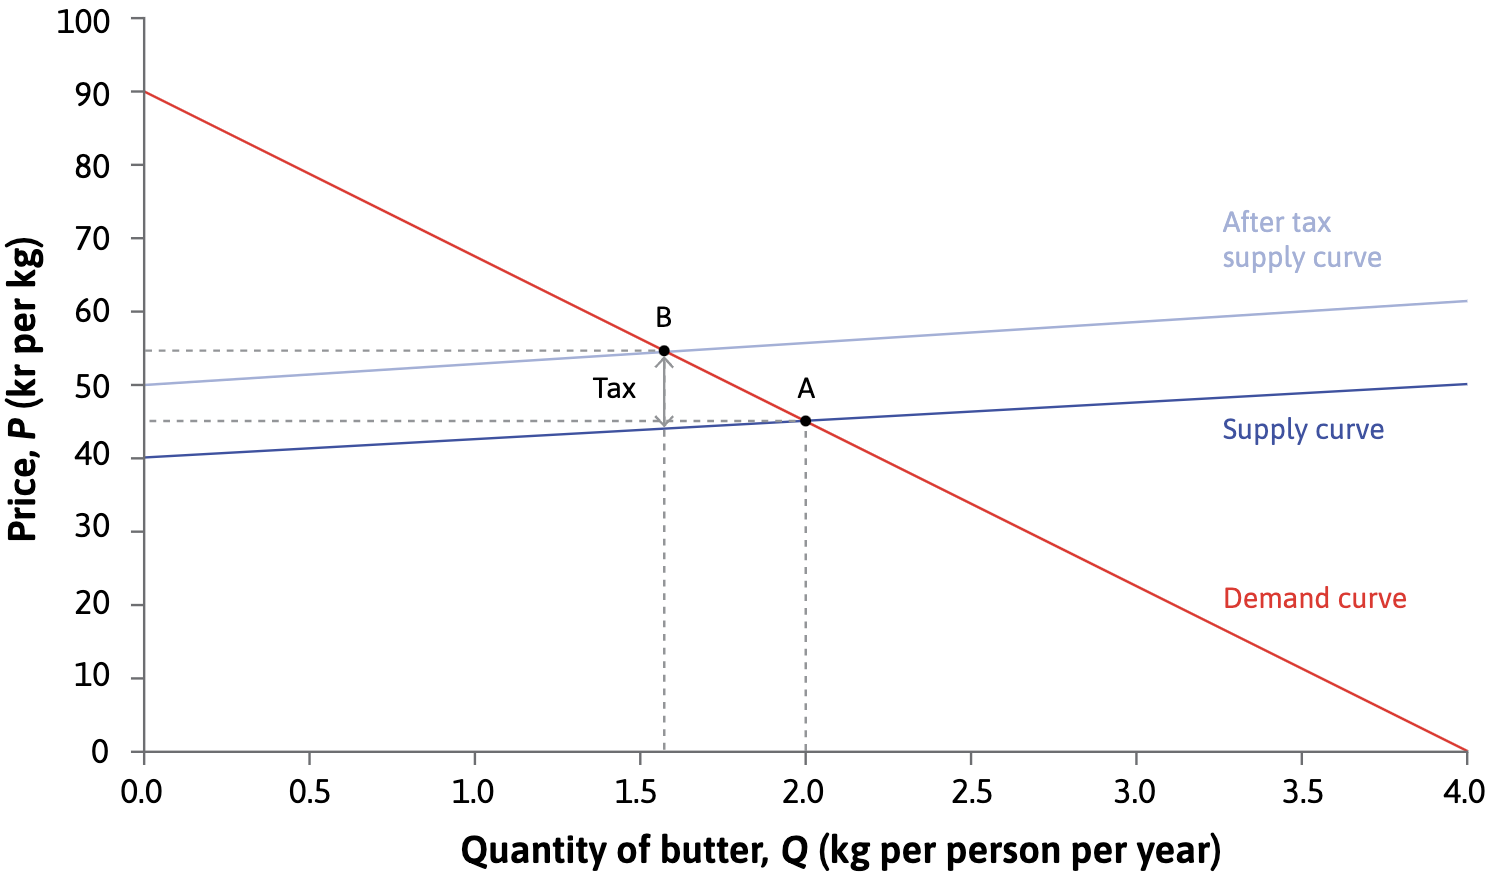 Price, P (kr per kg)
100
90
80
70
60
50
40
30
20
10
0
After tax
supply curve
B
Tax
A
Supply curve
Demand curve
0.0 0.5 1.0 1.5 2.0 2.5 3.0 3.5 4.0
Quantity of butter, Q (kg per person per year)